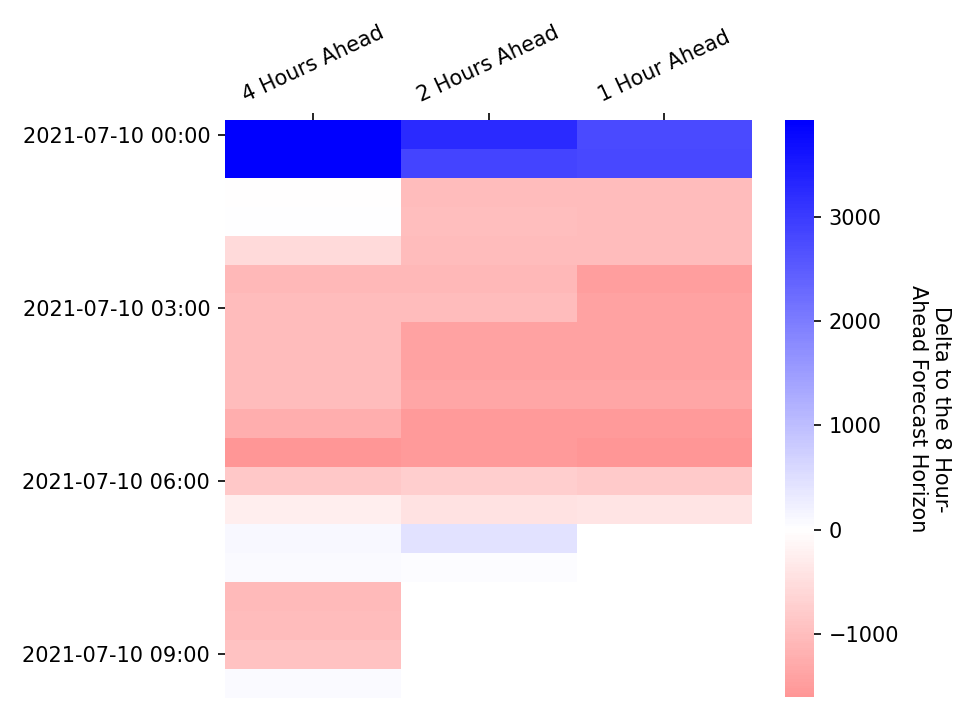 4 Hours Ahead
2 Hours Ahead
1 Hour Ahead
2021-07-10 00:00
2021-07-10 03:00
2021-07-10 06:00
2021-07-10 09:00
3000
2000
1000
0
−1000
Delta to the 8 Hour-
Ahead Forecast Horizon